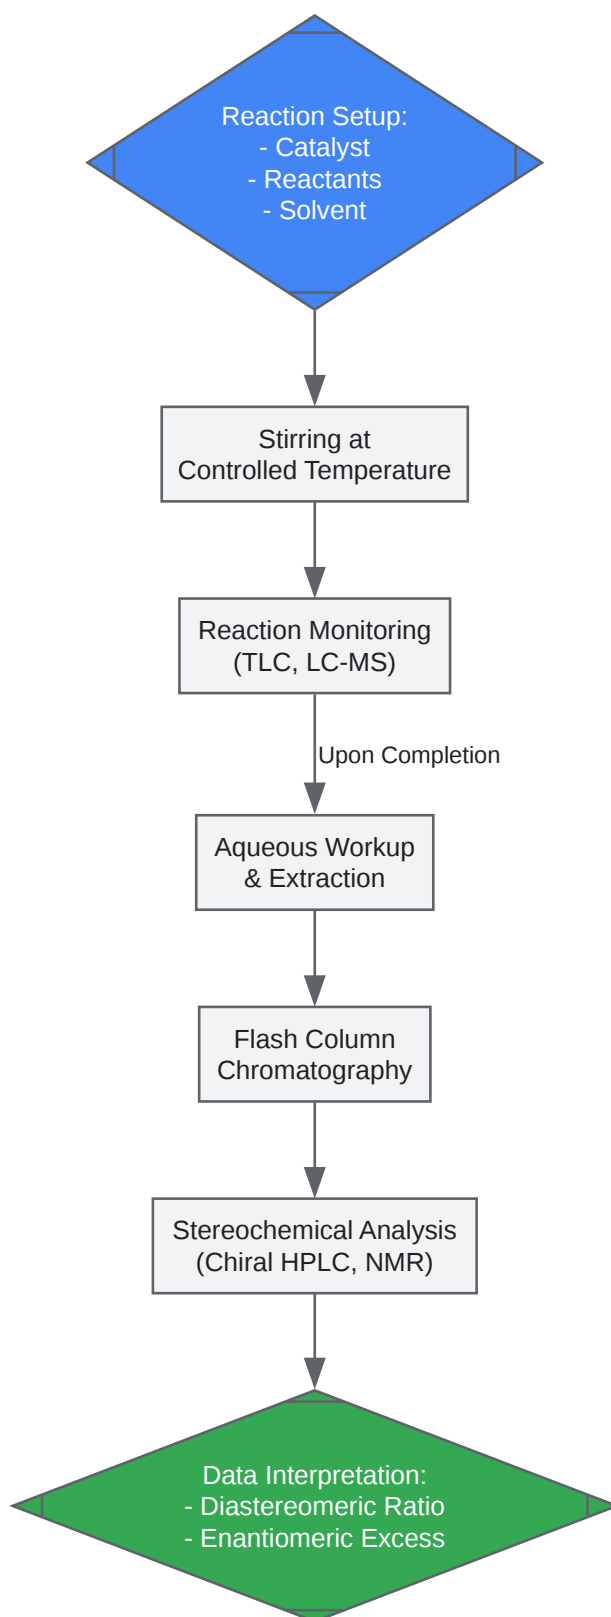 Reaction Setup:
- Catalyst
- Reactants
- Solvent
Stirring at
Controlled Temperature
Reaction Monitoring
(TLC, LC-MS)
Upon Completion
Aqueous Workup
& Extraction
Flash Column
Chromatography
Stereochemical Analysis
(Chiral HPLC, NMR)
Data Interpretation:
- Diastereomeric Ratio
- Enantiomeric Excess